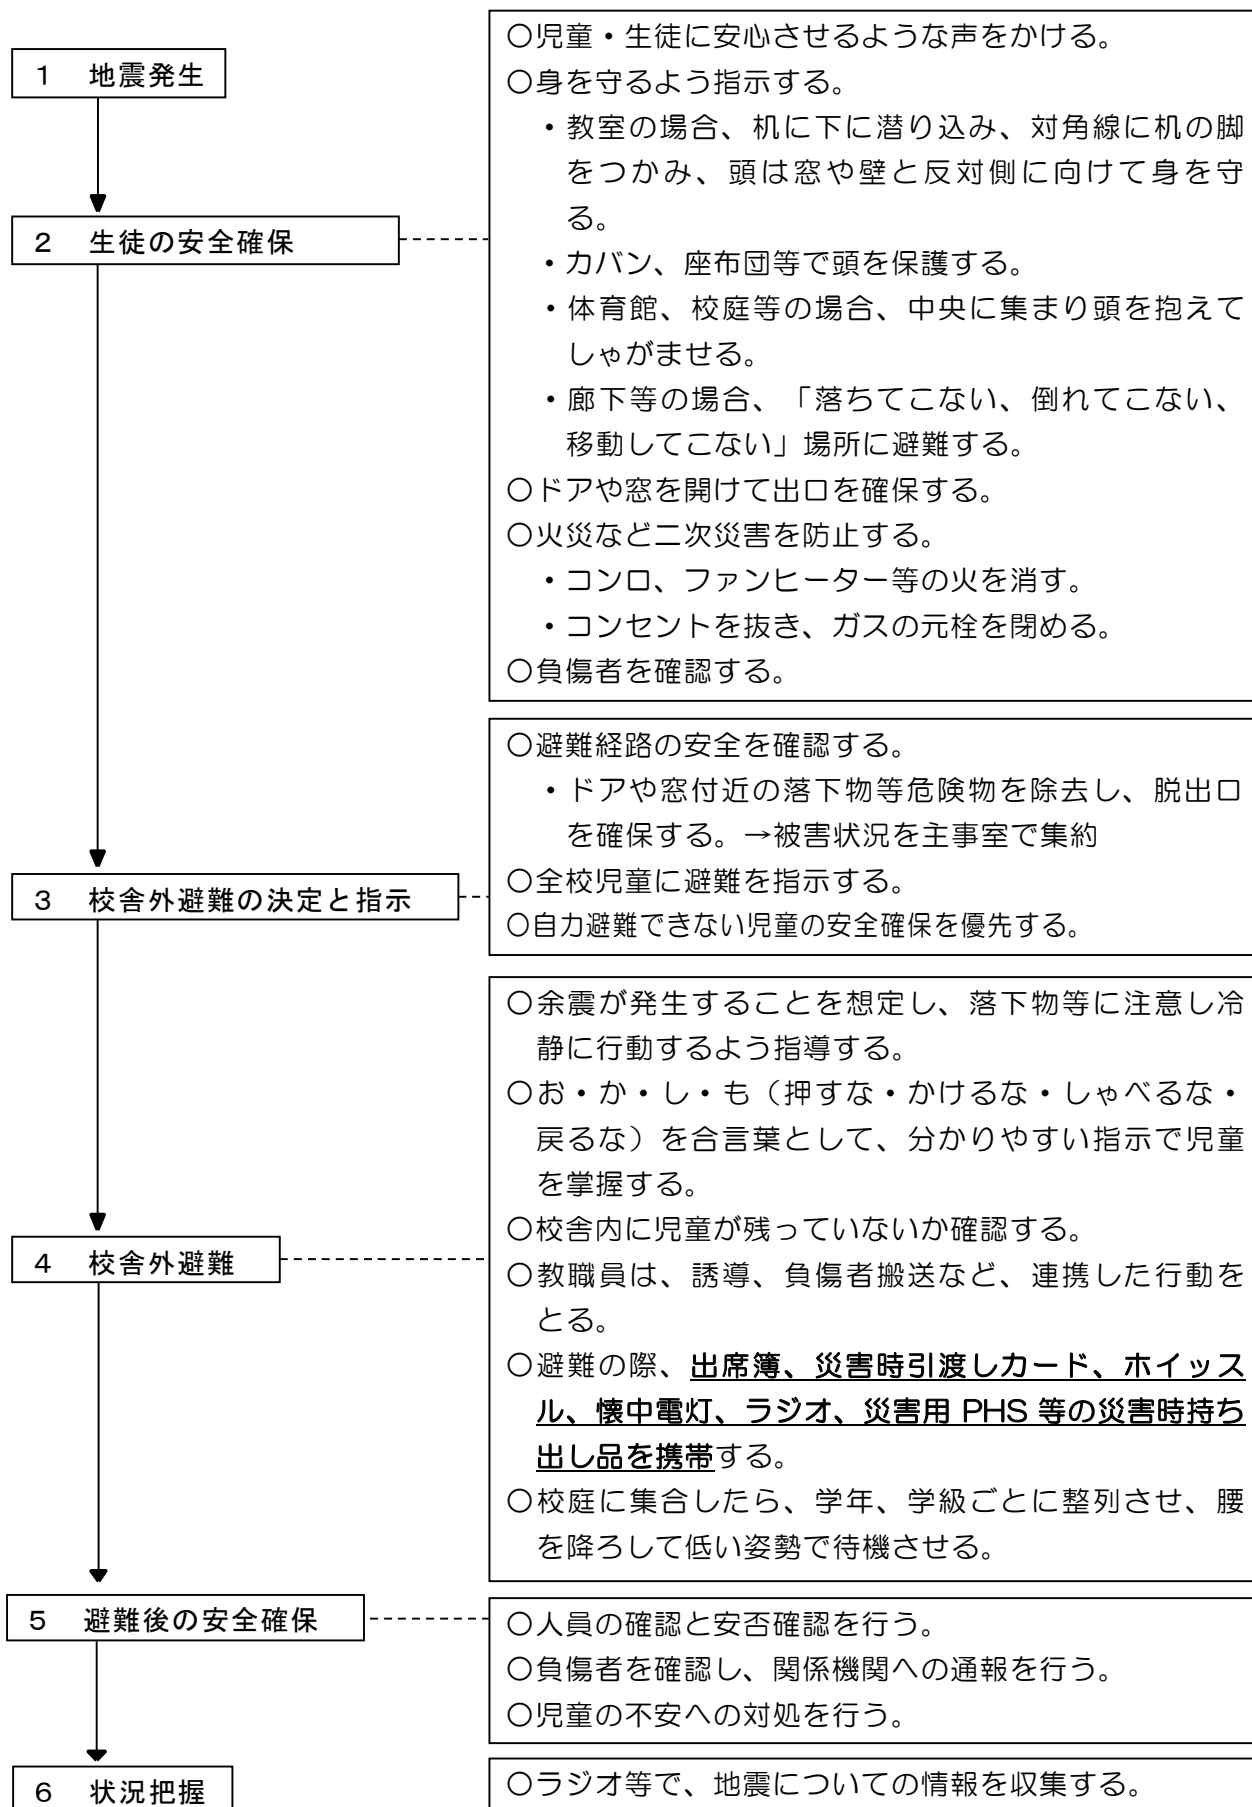 １　地震発生
２　生徒の安全確保
○児童・生徒に安心させるような声をかける。
○身を守るよう指示する。
・教室の場合、机に下に潜り込み、対角線に机の脚
をつかみ、頭は窓や壁と反対側に向けて身を守
る。
・カバン、座布団等で頭を保護する。
・体育館、校庭等の場合、中央に集まり頭を抱えて
しゃがませる。
・廊下等の場合、「落ちてこない、倒れてこない、
移動してこない」場所に避難する。
○ドアや窓を開けて出口を確保する。
○火災など二次災害を防止する。
・コンロ、ファンヒーター等の火を消す。
・コンセントを抜き、ガスの元栓を閉める。
○負傷者を確認する。
３　校舎外避難の決定と指示
○避難経路の安全を確認する。
・ドアや窓付近の落下物等危険物を除去し、脱出口
を確保する。→被害状況を主事室で集約
○全校児童に避難を指示する。
○自力避難できない児童の安全確保を優先する。
４　校舎外避難
○余震が発生することを想定し、落下物等に注意し冷
静に行動するよう指導する。
○お・か・し・も（押すな・かけるな・しゃべるな・
戻るな）を合言葉として、分かりやすい指示で児童
を掌握する。
○校舎内に児童が残っていないか確認する。
○教職員は、誘導、負傷者搬送など、連携した行動を
とる。
○避難の際、出席簿、災害時引渡しカード、ホイッス
ル、懐中電灯、ラジオ、災害用 PHS 等の災害時持ち
出し品を携帯する。
○校庭に集合したら、学年、学級ごとに整列させ、腰
を降ろして低い姿勢で待機させる。
５　避難後の安全確保
○人員の確認と安否確認を行う。
○負傷者を確認し、関係機関への通報を行う。
○児童の不安への対処を行う。
６　状況把握
○ラジオ等で、地震についての情報を収集する。